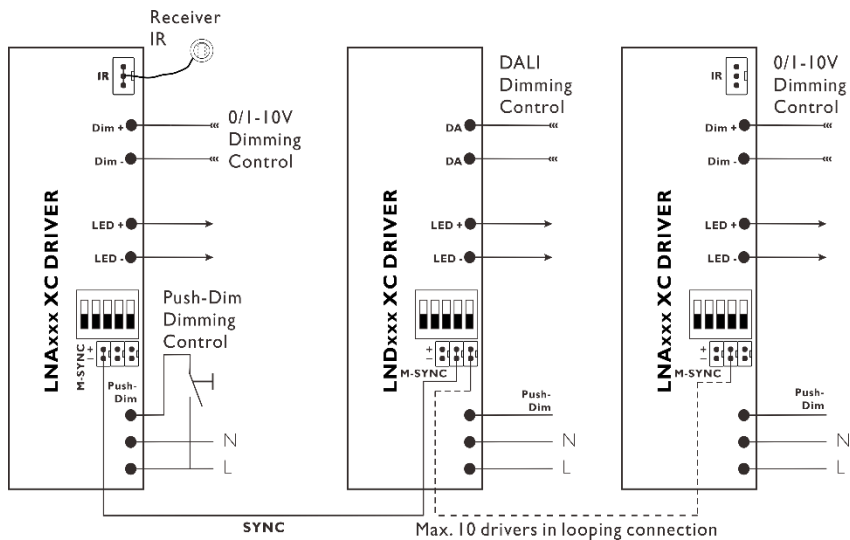 Receiver
IR
IR
0/1-10V
Dimming
Control
Dim +
Dim -
LED +
LED -
LNAxxx XC DRIVER
Push-Dim
Dimming
Control
+
–
M-SYNC
Push-
Dim
N
L
DALI
Dimming
Control
DA
DA
LED +
LED -
LNDxxx XC DRIVER
+
–
M-SYNC
Push-
Dim
N
L
0/1-10V
Dimming
Control
IR
Dim +
Dim -
LED +
LED -
LNAxxx XC DRIVER
+
–
M-SYNC
Push-
Dim
N
L
SYNC
Max. 10 drivers in looping connection